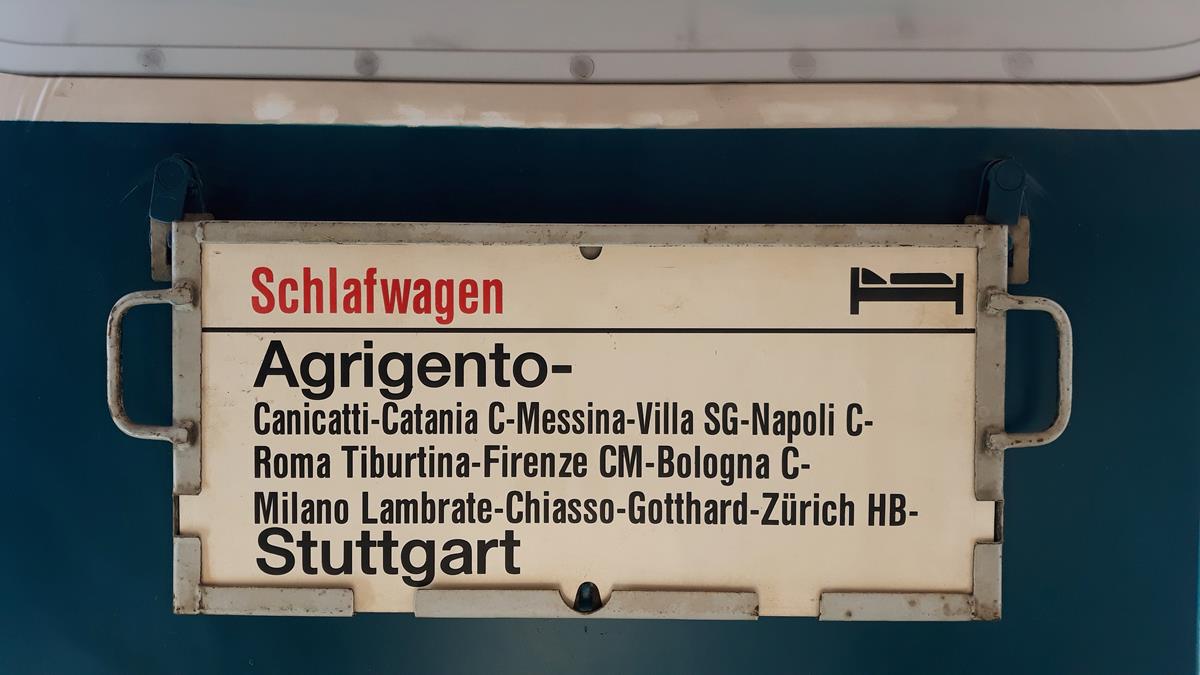 Schlafwagen
Agrigento-
Canicatti-Catania C-Messina-Villa SG-Napoli C-
Roma Tiburtina-Firenze CM-Bologna C-
Milano Lambrate-Chiasso-Gotthard-Zürich HB-
Stuttgart